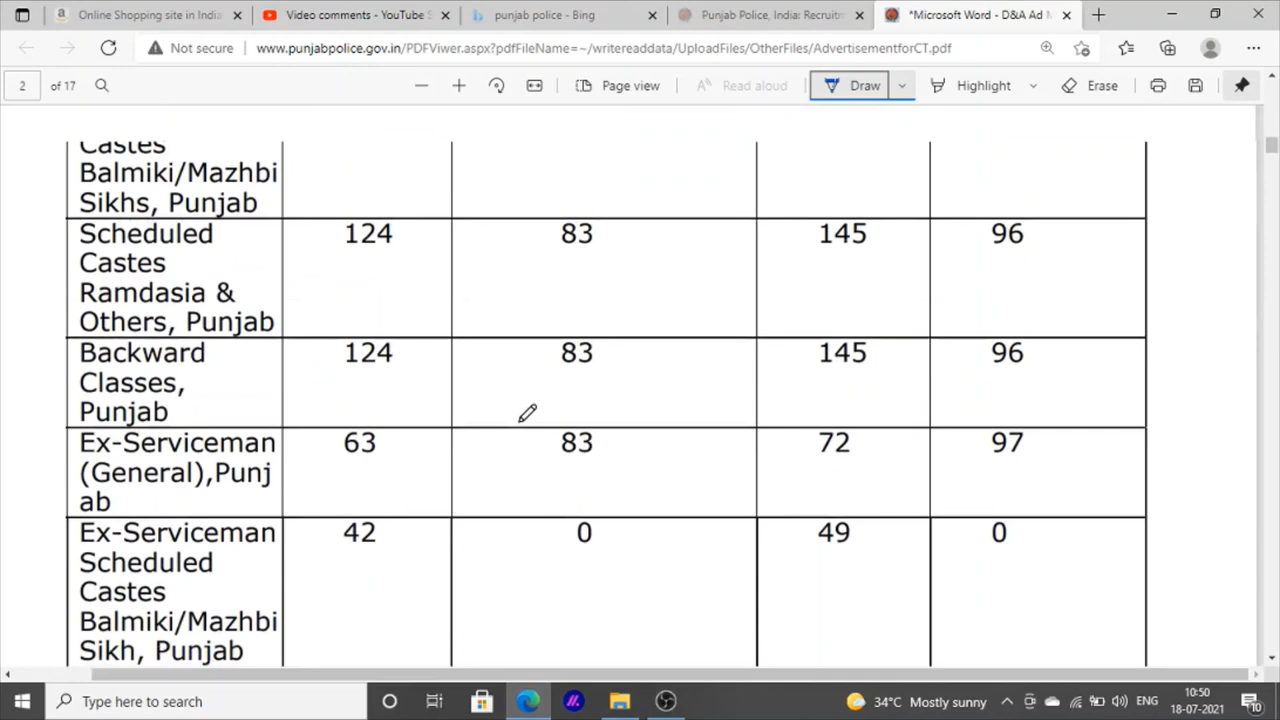 Online Shopping site in India
Video comments - YouTube S
punjab police - Bing
Punjab Police, India: Recruitm
*Microsoft Word - D&A Ad M
Not secure
www.punjabpolice.gov.in/PDFViwer.aspx?pdfFileName=~/writereaddata/UploadFiles/OtherFiles/AdvertisementforCT.pdf
2 of 17
Page view
Read aloud
Draw
Highlight
Erase
Castes
Balmiki/Mazhbi
Sikhs, Punjab
Scheduled 124 83 145 96
Castes
Ramdasia &
Others, Punjab
Backward 124 83 145 96
Classes,
Punjab
Ex-Serviceman 63 83 72 97
(General),Punj
ab
Ex-Serviceman 42 0 49 0
Scheduled
Castes
Balmiki/Mazhbi
Sikh, Punjab
Type here to search
34°C Mostly sunny
ENG
10:50
18-07-2021
10